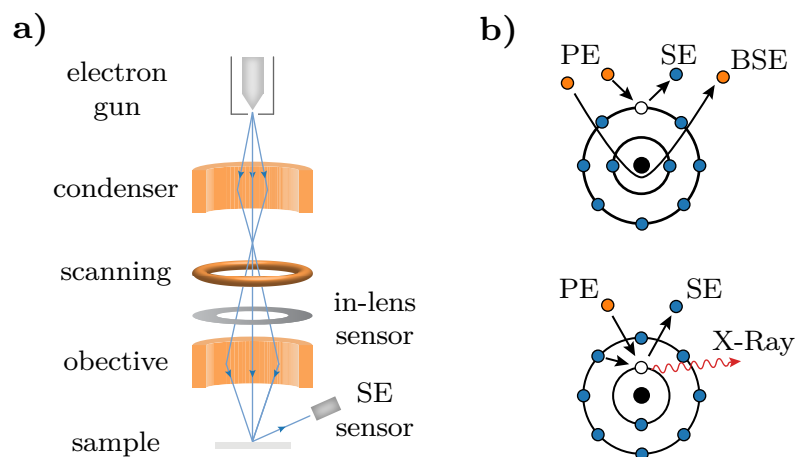 a)
electron
gun
condenser
scanning
in-lens
sensor
obective
SE
sensor
sample
b)
PE
SE
BSE
PE
SE
X-Ray